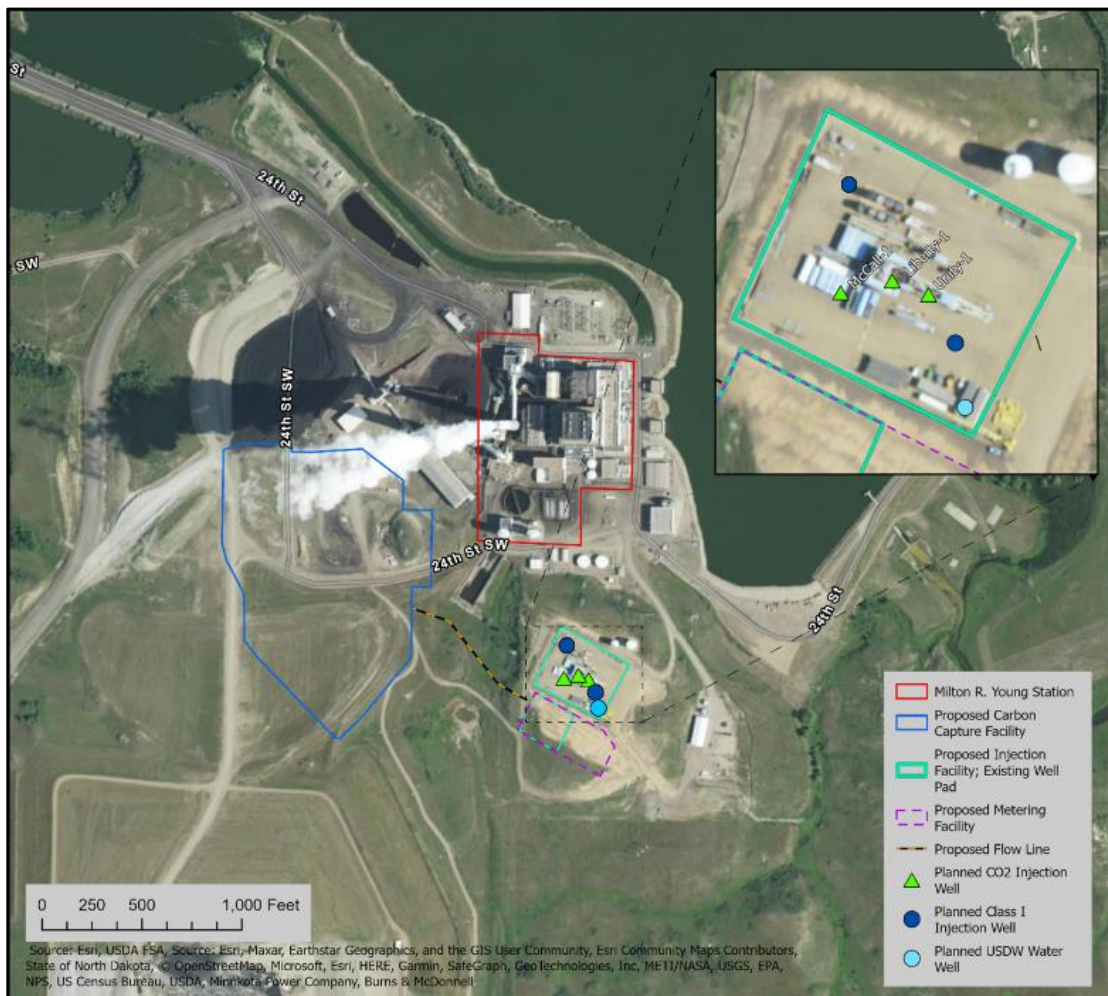 St
24th St
SW
24th St SW
24th St SW
24th St
McCall-1
Liberty-1
Unity-1
Milton R. Young Station
Proposed Carbon
Capture Facility
Proposed Injection
Facility; Existing Well
Pad
Proposed Metering
Facility
Proposed Flow Line
Planned CO2 Injection
Well
Planned Class I
Injection Well
Planned USDW Water
Well
0 250 500 1,000 Feet
Source: Esri, USDA FSA, Source: Esri, Maxar, Earthstar Geographics, and the GIS User Community, Esri Community Maps Contributors,
State of North Dakota, © OpenStreetMap, Microsoft, Esri, HERE, Garmin, SafeGraph, GeoTechnologies, Inc, METI/NASA, USGS, EPA,
NPS, US Census Bureau, USDA, Minnkota Power Company, Burns & McDonnell